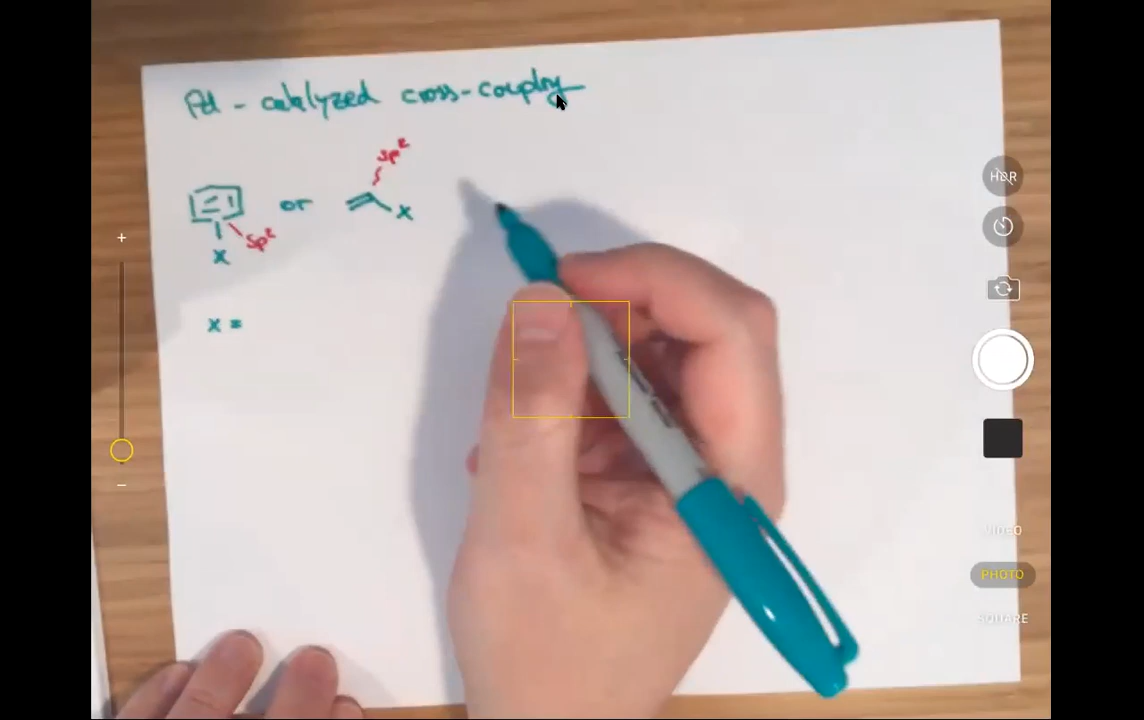 Pd - catalyzed cross-coupling
sp²
or
X
sp²
X
X =
+
HDR
−
VIDEO
PHOTO
SQUARE